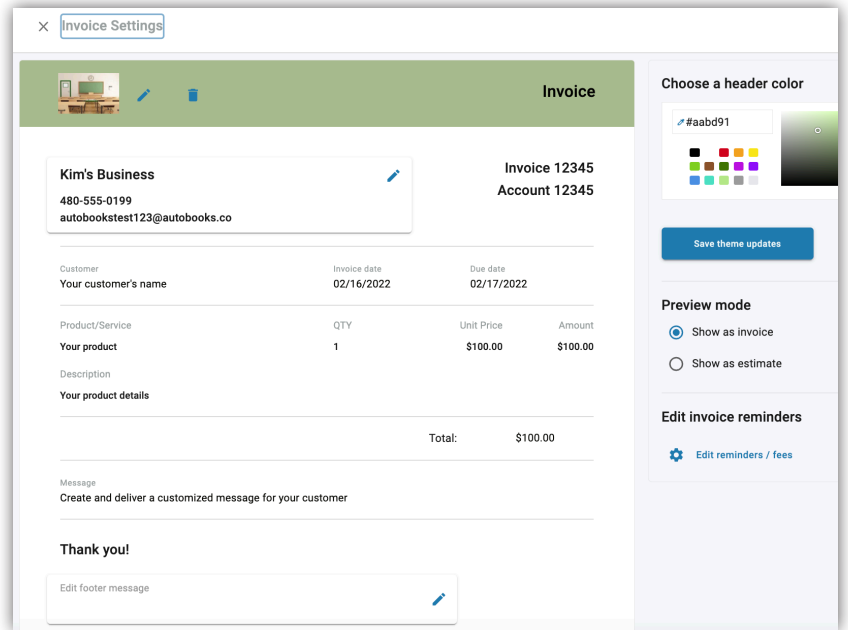 Invoice Settings
Invoice
Kim's Business
480-555-0199
autobookstest123@autobooks.co
Invoice 12345
Account 12345
Customer
Your customer's name
Invoice date
02/16/2022
Due date
02/17/2022
Product/Service QTY Unit Price Amount
Your product 1 $100.00 $100.00
Description
Your product details
Total: $100.00
Message
Create and deliver a customized message for your customer
Thank you!
Edit footer message
Choose a header color
#aabd91
Save theme updates
Preview mode
Show as invoice
Show as estimate
Edit invoice reminders
Edit reminders / fees